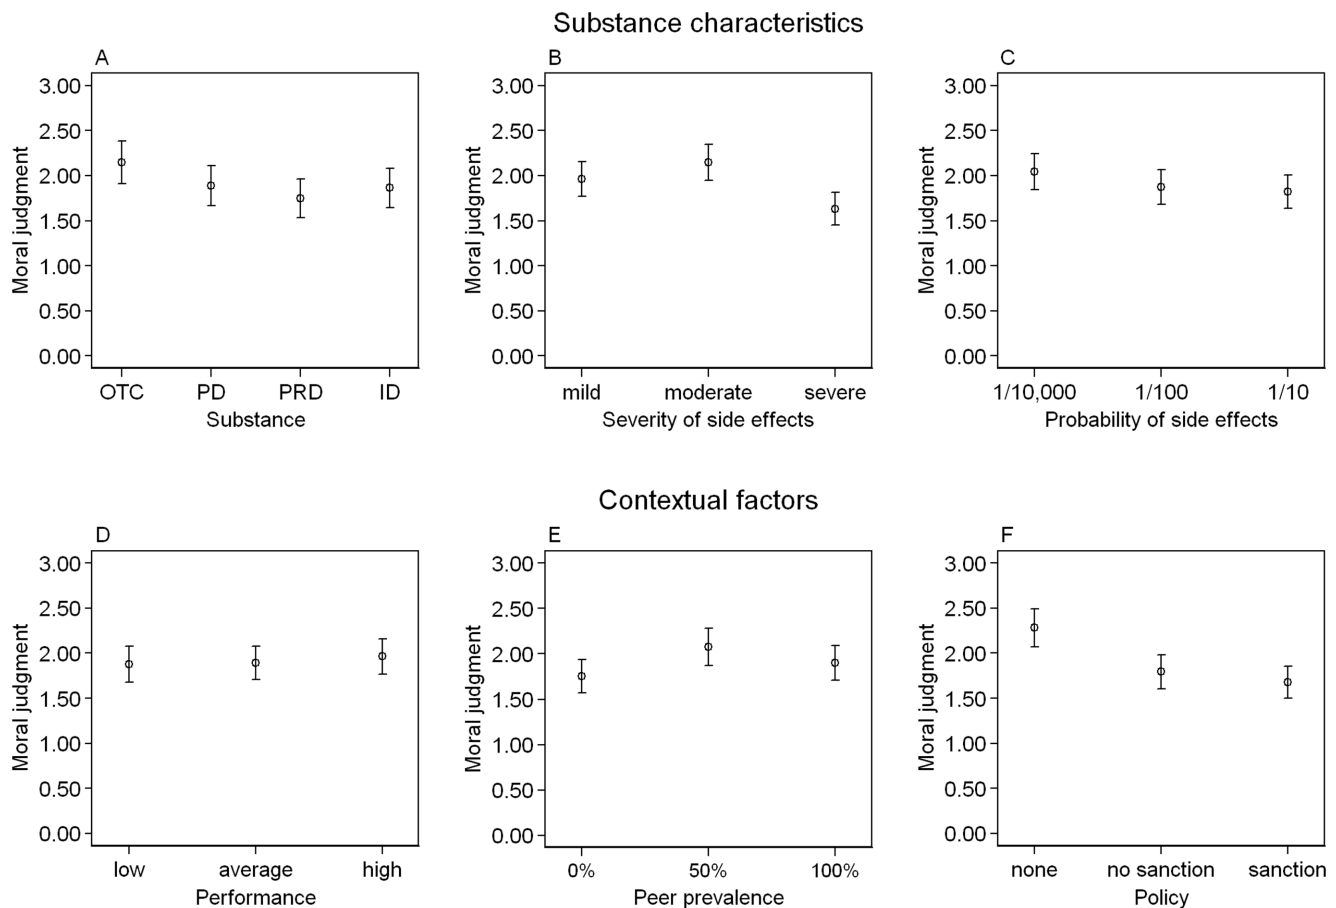 Substance characteristics
A
Moral judgment
3.00
2.50
2.00
1.50
1.00
0.50
0.00
OTC PD PRD ID
Substance
B
Moral judgment
3.00
2.50
2.00
1.50
1.00
0.50
0.00
mild moderate severe
Severity of side effects
C
Moral judgment
3.00
2.50
2.00
1.50
1.00
0.50
0.00
1/10,000 1/100 1/10
Probability of side effects
Contextual factors
D
Moral judgment
3.00
2.50
2.00
1.50
1.00
0.50
0.00
low average high
Performance
E
Moral judgment
3.00
2.50
2.00
1.50
1.00
0.50
0.00
0% 50% 100%
Peer prevalence
F
Moral judgment
3.00
2.50
2.00
1.50
1.00
0.50
0.00
none no sanction sanction
Policy